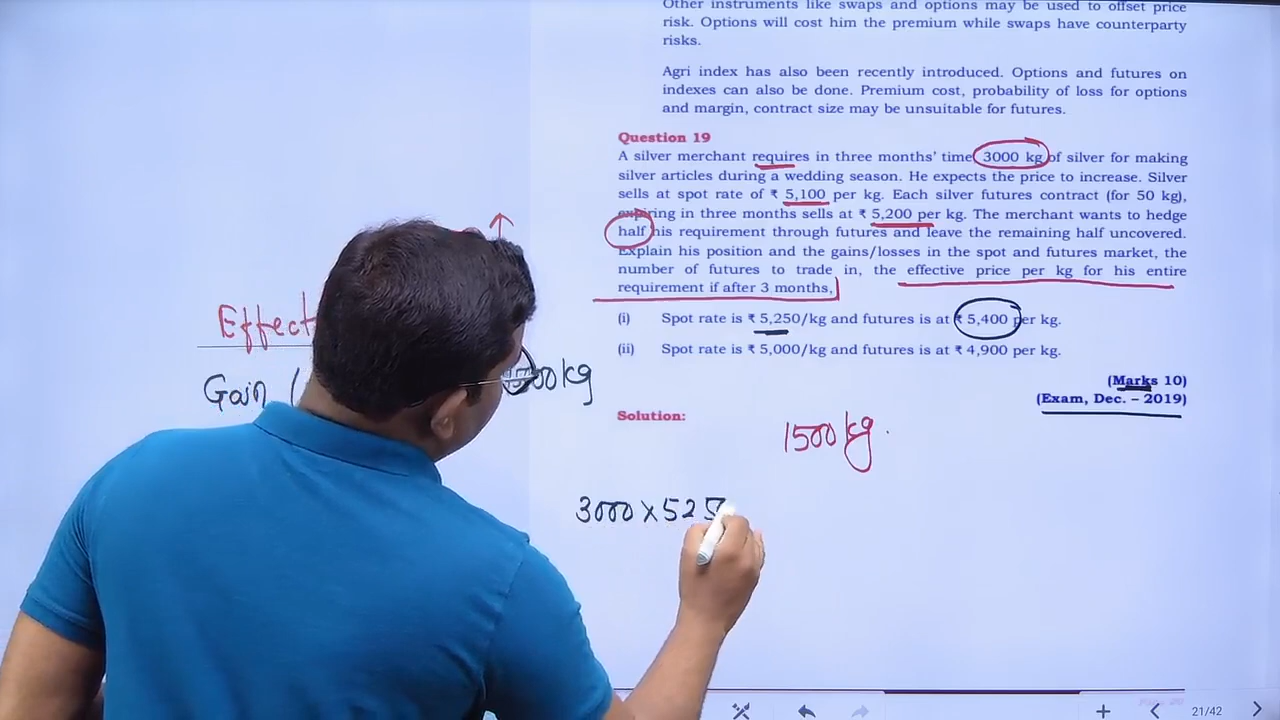 Other instruments like swaps and options may be used to offset price
risk. Options will cost him the premium while swaps have counterparty
risks.
Agri index has also been recently introduced. Options and futures on
indexes can also be done. Premium cost, probability of loss for options
and margin, contract size may be unsuitable for futures.
Question 19
A silver merchant requires in three months' time 3000 kg of silver for making
silver articles during a wedding season. He expects the price to increase. Silver
sells at spot rate of ₹ 5,100 per kg. Each silver futures contract (for 50 kg),
expiring in three months sells at ₹ 5,200 per kg. The merchant wants to hedge
half his requirement through futures and leave the remaining half uncovered.
Explain his position and the gains/losses in the spot and futures market, the
number of futures to trade in, the effective price per kg for his entire
requirement if after 3 months,
(i) Spot rate is ₹ 5,250/kg and futures is at ₹ 5,400 per kg.
(ii) Spot rate is ₹ 5,000/kg and futures is at ₹ 4,900 per kg.
(Marks 10)
(Exam, Dec. – 2019)
Effect
Gain ( kg
Solution:
1500 kg.
3000 x 525
21/42